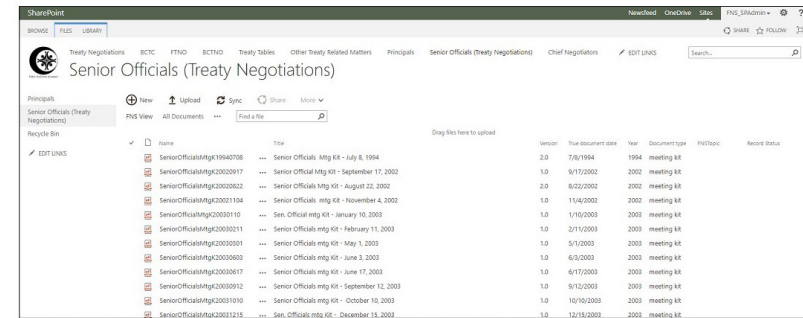 SharePoint Newsfeed OneDrive Sites FNS_SPAdmin ?
BROWSE FILES LIBRARY SHARE FOLLOW
Treaty Negotiations BCTC FTNO BCTNO Treaty Tables Other Treaty Related Matters Principals Senior Officials (Treaty Negotiations) Chief Negotiators EDIT LINKS Search...
Senior Officials (Treaty Negotiations)
Principals
Senior Officials (Treaty
Negotiations)
Recycle Bin
EDIT LINKS
New Upload Sync Share More
FNS View All Documents ... Find a file
Drag files here to upload
Name Title Version True document date Year Document type FNSTopic Record Status
SeniorOfficialsMtgK19940708 ... Senior Officials Mtg Kit - July 8, 1994 2.0 7/8/1994 1994 meeting kit
SeniorOfficialsMtgK20020917 ... Senior Official Mtg Kit - September 17, 2002 1.0 9/17/2002 2002 meeting kit
SeniorOfficialsMtgK20020822 ... Senior Officials Mtg Kit - August 22, 2002 2.0 8/22/2002 2002 meeting kit
SeniorOfficialsMtgK20021104 ... Senior Officials mtg Kit - November 4, 2002 1.0 11/4/2002 2002 meeting kit
SeniorOfficialMtgK20030110 ... Sen. Official mtg Kit - January 10, 2003 1.0 1/10/2003 2003 meeting kit
SeniorOfficialsMtgK20030211 ... Senior Officials mtg Kit - February 11, 2003 1.0 2/11/2003 2003 meeting kit
SeniorOfficialsMtgK20030501 ... Senior Officials mtg Kit - May 1, 2003 1.0 5/1/2003 2003 meeting kit
SeniorOfficialsMtgK20030603 ... Senior Officials mtg Kit - June 3, 2003 1.0 6/3/2003 2003 meeting kit
SeniorOfficialsMtgK20030617 ... Senior Officials mtg Kit - June 17, 2003 1.0 6/17/2003 2003 meeting kit
SeniorOfficialsMtgK20030912 ... Senior Officials mtg Kit - September 12, 2003 1.0 9/12/2003 2003 meeting kit
SeniorOfficialsMtgK20031010 ... Senior Officials mtg Kit - October 10, 2003 1.0 10/10/2003 2003 meeting kit
SeniorOfficialsMtgK20031215 ... Sen. Officials mtg Kit - December 15, 2003 1.0 12/15/2003 2003 meeting kit